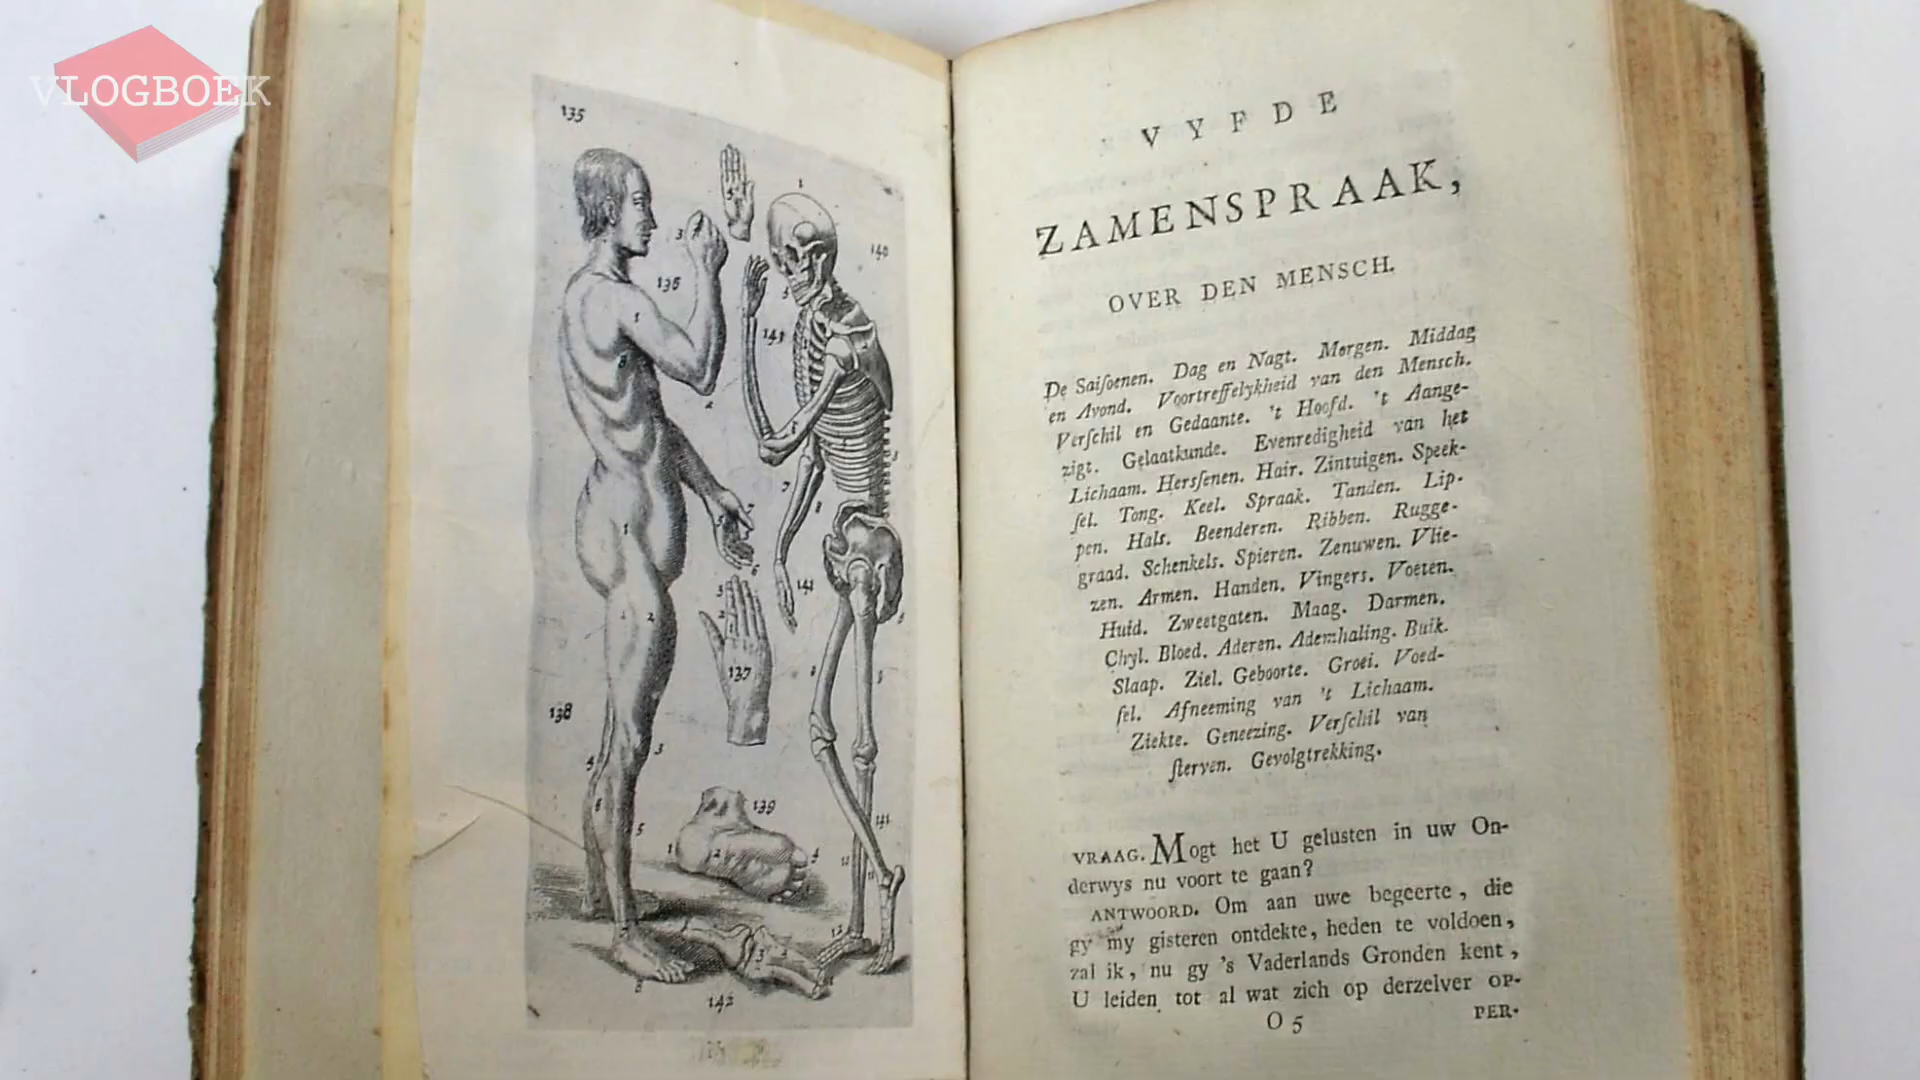 VLOGBOEK
135
136
140
143
141
137
138
139
141
142
VYFDE
ZAMENSPRAAK,
OVER DEN MENSCH.
De Saiſoenen. Dag en Nagt. Morgen. Middag
en Avond. Voortreffelykheid van den Mensch.
Verſchil en Gedaante. 't Hoofd. 't Aange-
zigt. Gelaatkunde. Evenredigheid van het
Lichaam. Hersſenen. Hair. Zintuigen. Speek-
ſel. Tong. Keel. Spraak. Tanden. Lip-
pen. Hals. Beenderen. Ribben. Rugge-
graad. Schenkels. Spieren. Zenuwen. Vlie-
zen. Armen. Handen. Vingers. Voeten.
Huid. Zweetgaten. Maag. Darmen.
Chyl. Bloed. Aderen. Ademhaling. Buik.
Slaap. Ziel. Geboorte. Groei. Voed-
ſel. Afneeming van 't Lichaam.
Ziekte. Geneezing. Verſchil van
ſterven. Gevolgtrekking.
VRAAG. Mogt het U gelusten in uw On-
derwys nu voort te gaan?
ANTWOORD. Om aan uwe begeerte, die
gy my gisteren ontdekte, heden te voldoen,
zal ik, nu gy 's Vaderlands Gronden kent,
U leiden tot al wat zich op derzelver OP-
O 5 PER-